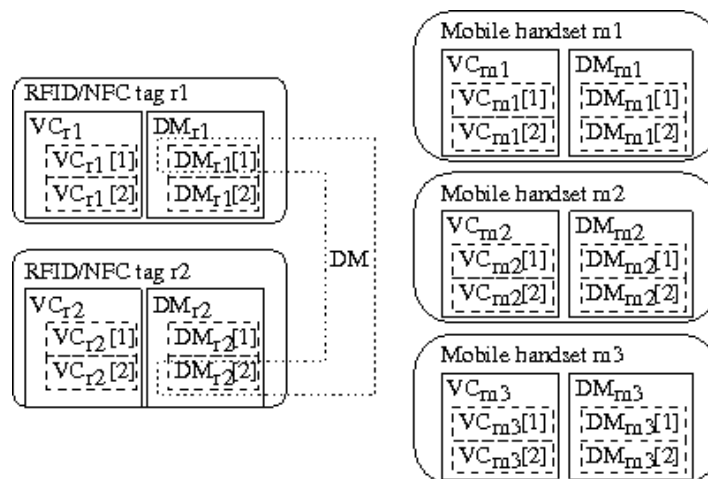 RFID/NFC tag r1
VCr1 DMr1
VCr1 [1] DMr1[1]
VCr1 [2] DMr1[2]
RFID/NFC tag r2
VCr2 DMr2
VCr2 [1] DMr2[1]
VCr2 [2] DMr2[2]
DM
Mobile handset m1
VCm1 DMm1
VCm1[1] DMm1[1]
VCm1[2] DMm1[2]
Mobile handset m2
VCm2 DMm2
VCm2[1] DMm2[1]
VCm2[2] DMm2[2]
Mobile handset m3
VCm3 DMm3
VCm3[1] DMm3[1]
VCm3[2] DMm3[2]